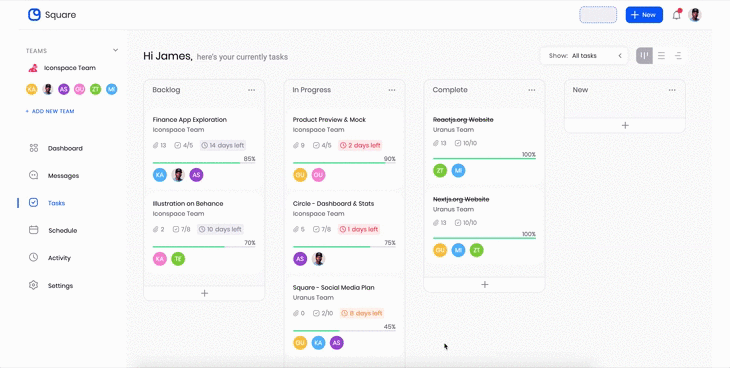 Square
New
TEAMS
Iconspace Team
KA AS GU ZT MI
+ ADD NEW TEAM
Dashboard
Messages
Tasks
Schedule
Activity
Settings
Hi James, here's your currently tasks
Show: All tasks
Backlog
Finance App Exploration
Iconspace Team
13 4/5 14 days left
85%
KA AS
Illustration on Behance
Iconspace Team
2 7/8 10 days left
70%
KA TE
In Progress
Product Preview & Mock
Iconspace Team
9 4/5 2 days left
90%
GU GU
Circle - Dashboard & Stats
Iconspace Team
5 7/8 1 days left
75%
AS
Square - Social Media Plan
Uranus Team
0 2/10 8 days left
45%
GU KA AS
Complete
Reactjs.org Website
Uranus Team
13 10/10
100%
ZT MI
Nextjs.org Website
Uranus Team
13 10/10
100%
GU MI ZT
New